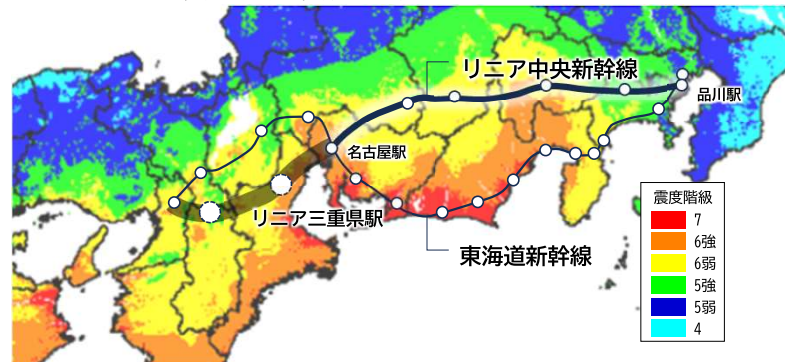 リニア中央新幹線
品川駅
名古屋駅
リニア三重県駅
東海道新幹線
震度階級
7
6強
6弱
5強
5弱
4